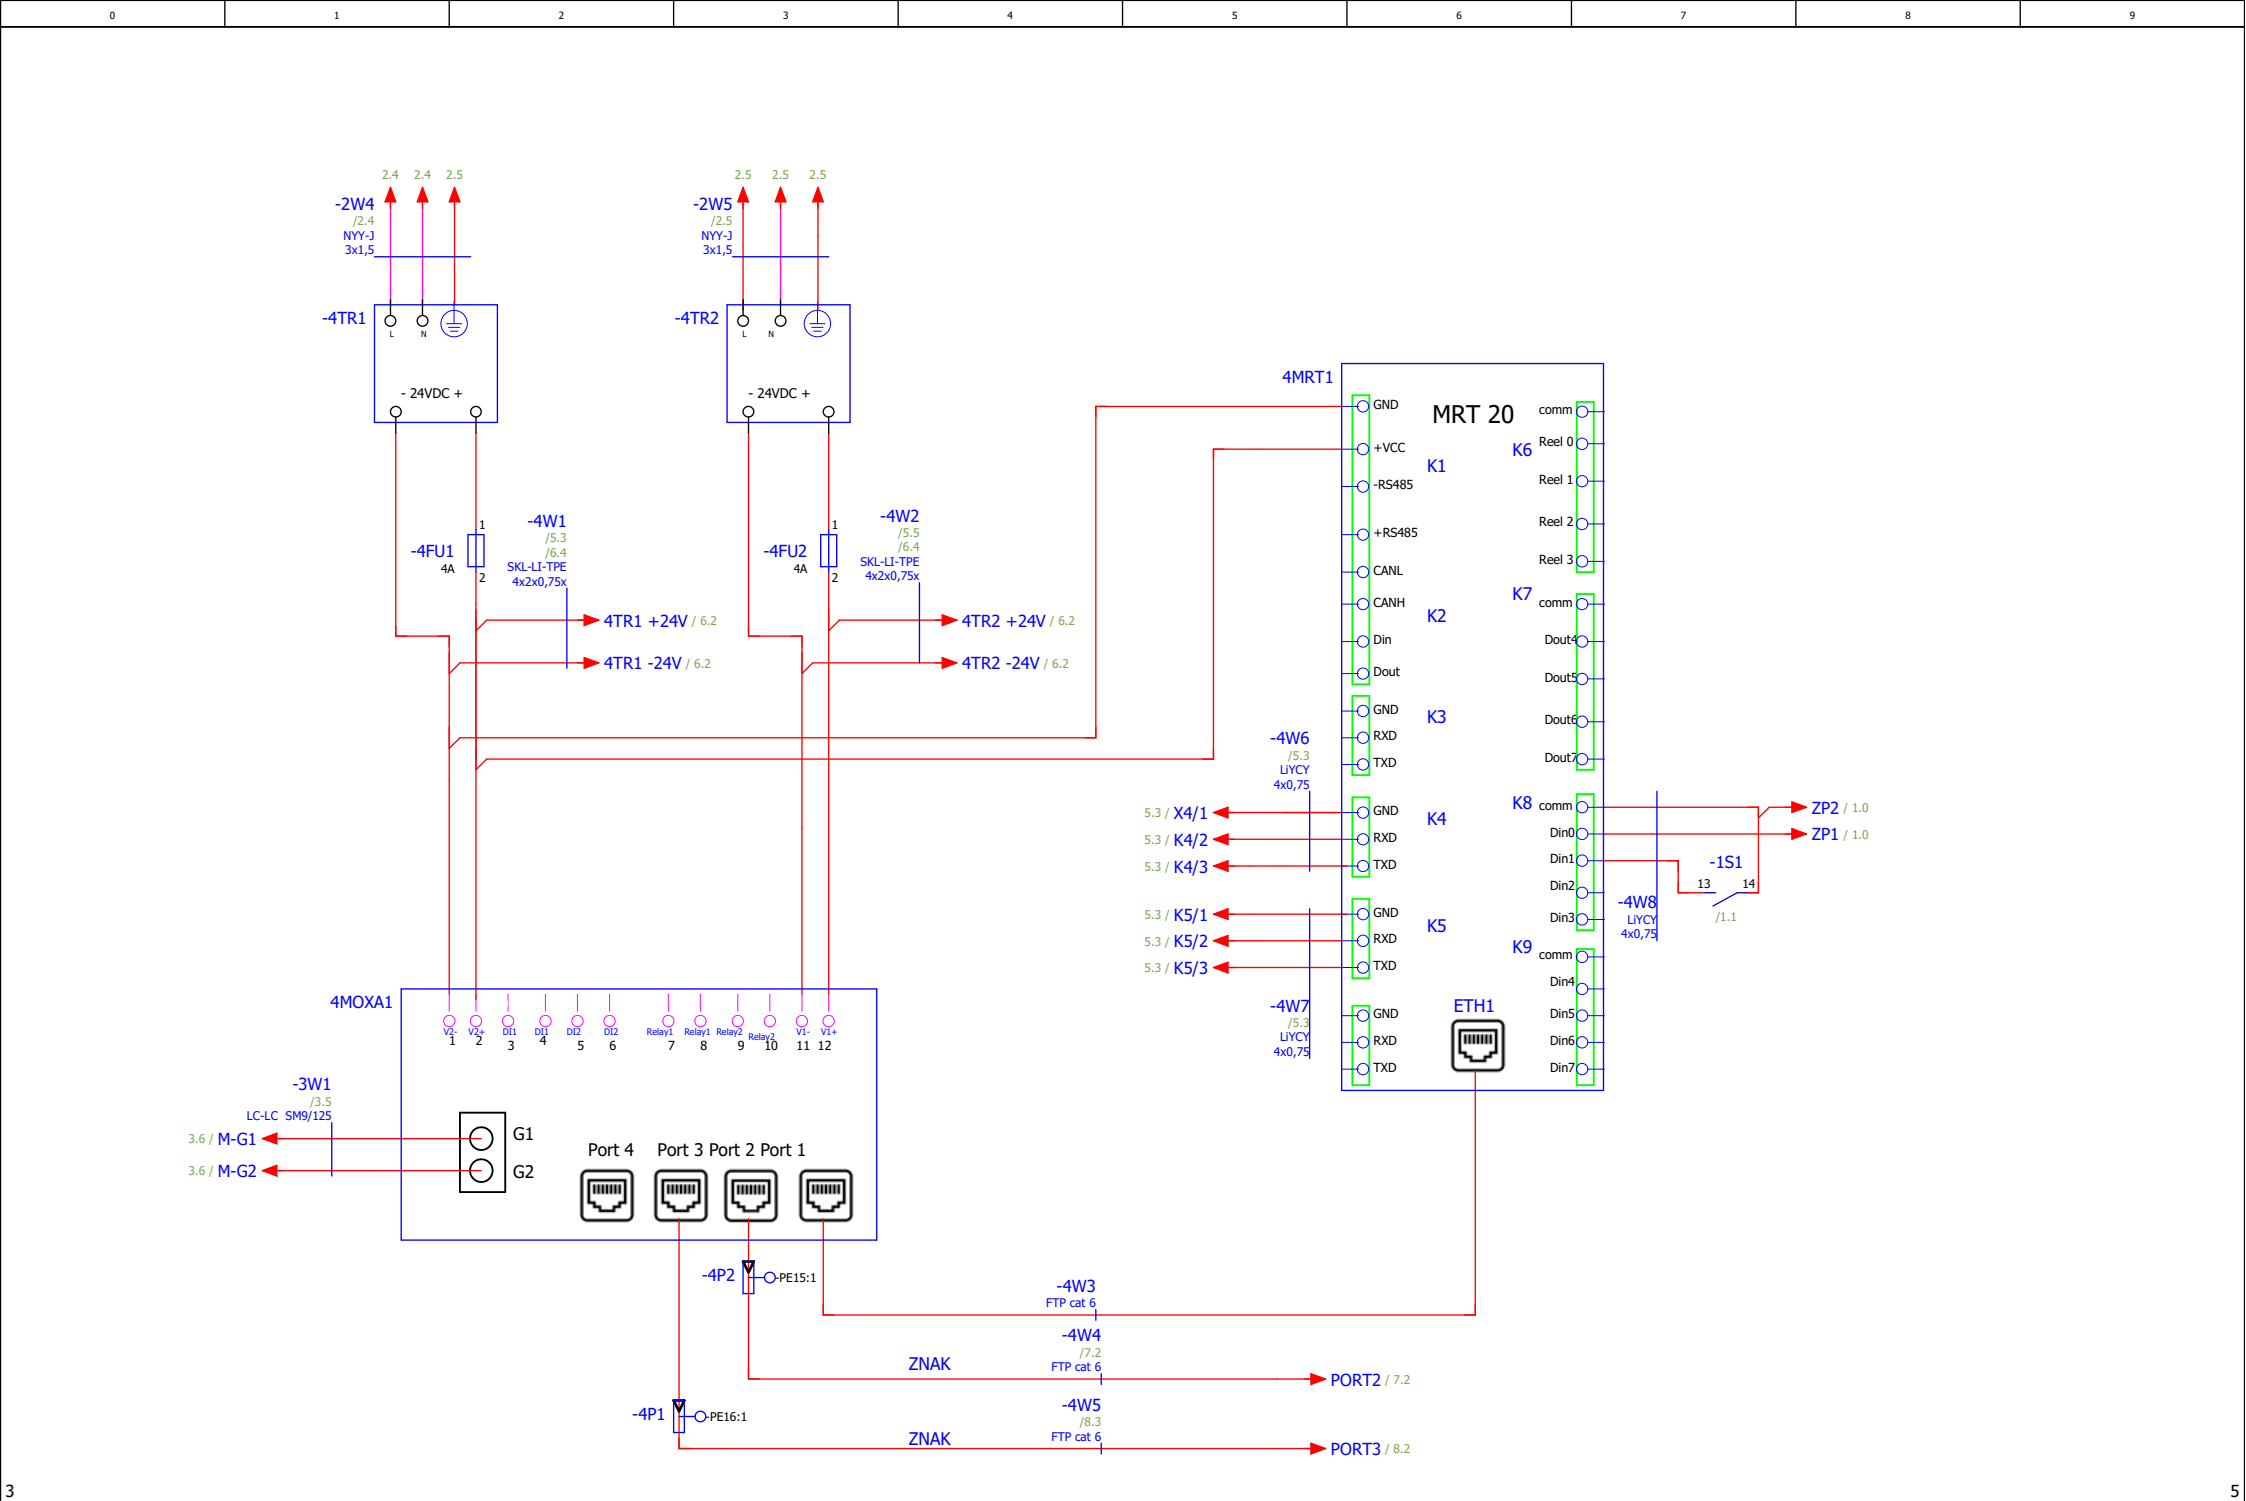 0 1 2 3 4 5 6 7 8 9
2.4 2.4 2.5
-2W4
/2.4
NYY-J
3x1,5
2.5 2.5 2.5
-2W5
/2.5
NYY-J
3x1,5
-4TR1
L N
- 24VDC +
-4TR2
L N
- 24VDC +
-4FU1
4A
1
2
-4W1
/5.3
/6.4
SKL-LI-TPE
4x2x0,75x
4TR1 +24V / 6.2
4TR1 -24V / 6.2
-4FU2
4A
1
2
-4W2
/5.5
/6.4
SKL-LI-TPE
4x2x0,75x
4TR2 +24V / 6.2
4TR2 -24V / 6.2
4MRT1
MRT 20
GND
+VCC
K1
-RS485
+RS485
CANL
CANH
K2
Din
Dout
GND
K3
RXD
TXD
GND
K4
RXD
TXD
GND
K5
RXD
TXD
GND
RXD
TXD
comm
K6
Reel 0
Reel 1
Reel 2
Reel 3
K7
comm
Dout4
Dout5
Dout6
Dout7
K8
comm
Din0
Din1
Din2
Din3
K9
comm
Din4
Din5
Din6
Din7
ETH1
-4W6
/5.3
LiYCY
4x0,75
5.3 / X4/1
5.3 / K4/2
5.3 / K4/3
5.3 / K5/1
5.3 / K5/2
5.3 / K5/3
-4W7
/5.3
LiYCY
4x0,75
ZP2 / 1.0
ZP1 / 1.0
-1S1
13 14
/1.1
-4W8
LiYCY
4x0,75
4MOXA1
V2- V2+ DI1 DI1 DI2 DI2 Relay1 Relay1 Relay2 Relay2 V1- V1+
1 2 3 4 5 6 7 8 9 10 11 12
-3W1
/3.5
LC-LC SM9/125
3.6 / M-G1
3.6 / M-G2
G1
G2
Port 4 Port 3 Port 2 Port 1
-4P2
-PE15:1
-4W3
FTP cat 6
-4W4
/7.2
FTP cat 6
ZNAK
PORT2 / 7.2
-4P1
-PE16:1
-4W5
/8.3
FTP cat 6
ZNAK
PORT3 / 8.2
3
5